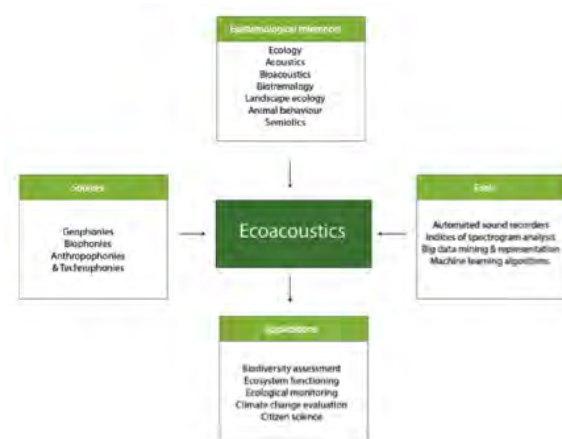 Ecology
Acoustics
Bioacoustics
Biotremology
Landscape ecology
Animal behaviour
Semiotics
Sources
Geophonies
Biophonies
Anthropophonies
& Technophonies
Ecoacoustics
Tools
Automated sound recorders
Indices of spectrogram analysis
Big data mining & representation
Machine learning algorithms
Applications
Biodiversity assessment
Ecosystem functioning
Ecological monitoring
Climate change evaluation
Citizen science